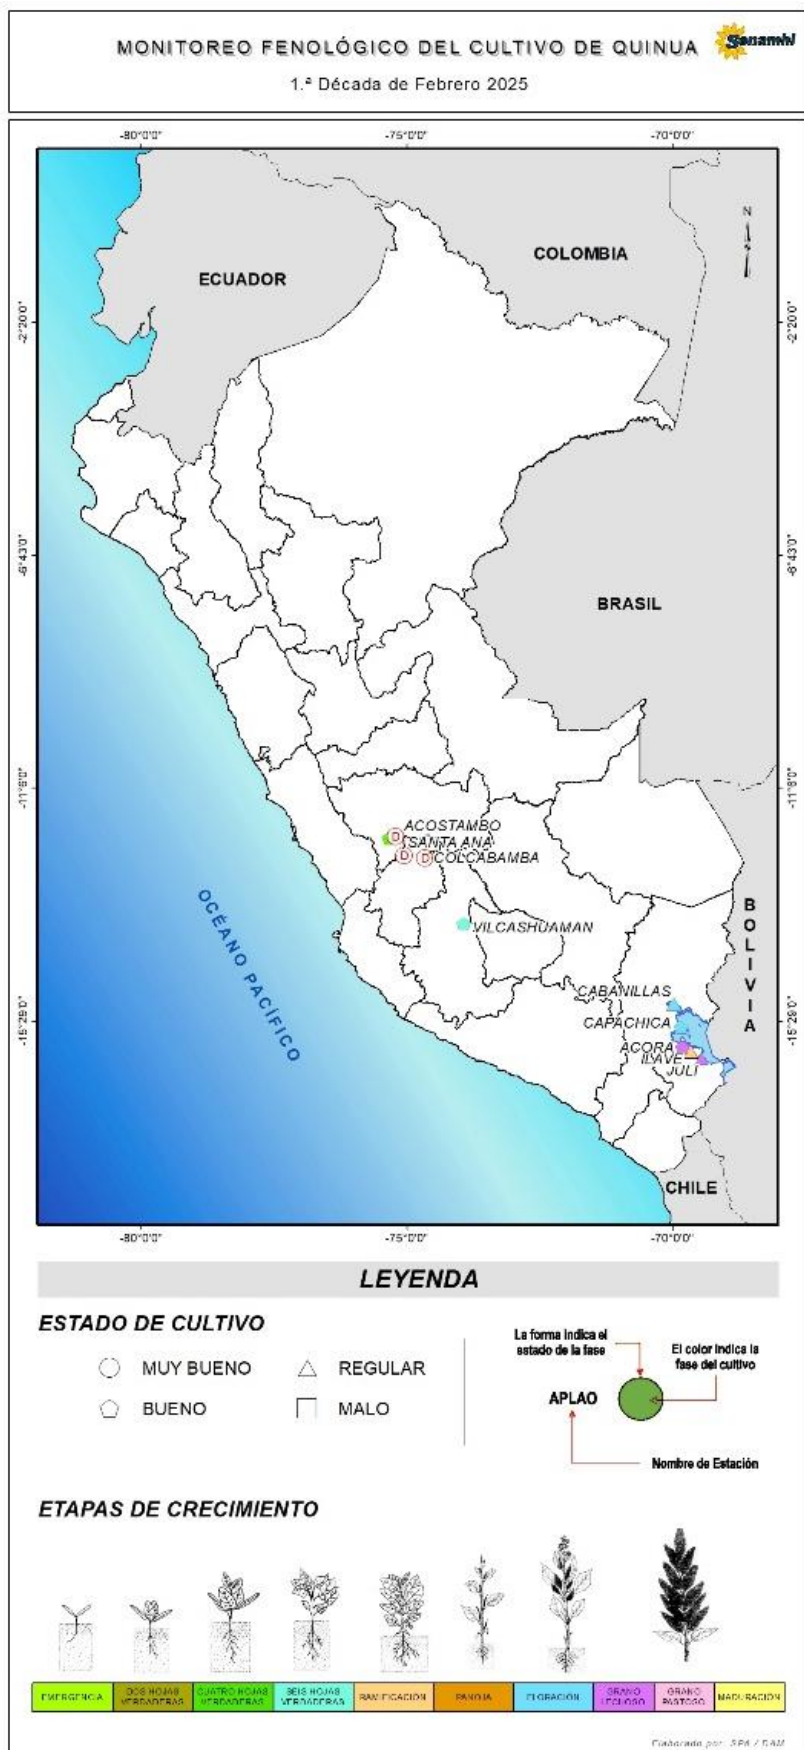 MONITOREO FENOLÓGICO DEL CULTIVO DE QUINUA
Senamhi
1.ª Década de Febrero 2025
-80°0'0"
-75°0'0"
-70°0'0"
N
COLOMBIA
ECUADOR
-2°20'0"
-2°20'0"
-6°43'0"
-6°43'0"
BRASIL
-11°6'0"
-11°6'0"
ACOSTAMBO
D
SANTA ANA
D
D
COLCABAMBA
VILCASHUAMAN
OCÉANO PACÍFICO
BOLIVIA
CABANILLAS
-15°29'0"
-15°29'0"
CAPACHICA
ACORA
ILAVE
JULI
CHILE
-80°0'0"
-75°0'0"
-70°0'0"
LEYENDA
ESTADO DE CULTIVO
MUY BUENO
REGULAR
BUENO
MALO
La forma indica el
estado de la fase
El color indica la
fase del cultivo
APLAO
Nombre de Estación
ETAPAS DE CRECIMIENTO
EMERGENCIA
DOS HOJAS
VERDADERAS
CUATRO HOJAS
VERDADERAS
SEIS HOJAS
VERDADERAS
RAMIFICACIÓN
PANOJA
FLORACIÓN
GRANO
LECHOSO
GRANO
PASTOSO
MADURACIÓN
Elaborado por: SPA / DAM